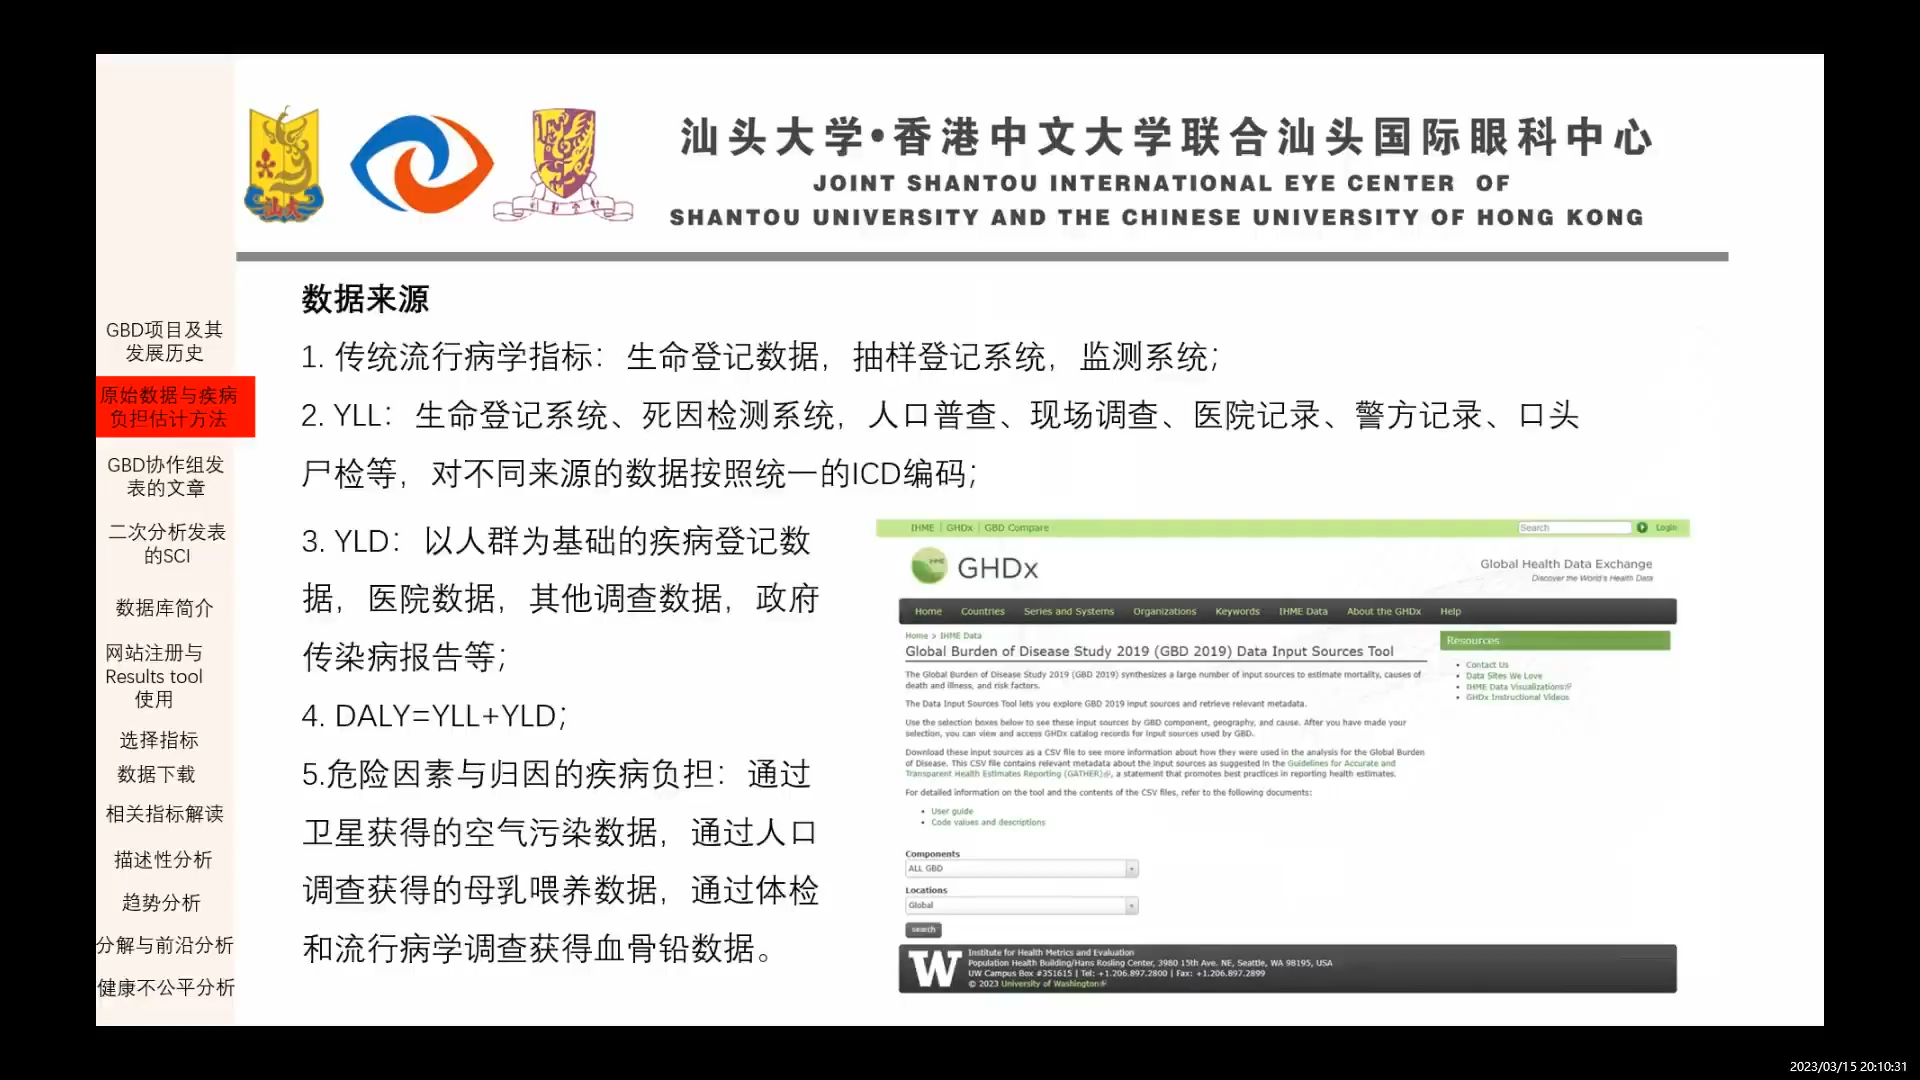 汕头大学•香港中文大学联合汕头国际眼科中心
JOINT SHANTOU INTERNATIONAL EYE CENTER OF
SHANTOU UNIVERSITY AND THE CHINESE UNIVERSITY OF HONG KONG
汕大
GBD项目及其
发展历史
原始数据与疾病
负担估计方法
GBD协作组发
表的文章
二次分析发表
的SCI
数据库简介
网站注册与
Results tool
使用
选择指标
数据下载
相关指标解读
描述性分析
趋势分析
分解与前沿分析
健康不公平分析
数据来源
1. 传统流行病学指标：生命登记数据，抽样登记系统，监测系统；
2. YLL：生命登记系统、死因检测系统，人口普查、现场调查、医院记录、警方记录、口头
尸检等，对不同来源的数据按照统一的ICD编码；
3. YLD：以人群为基础的疾病登记数
据，医院数据，其他调查数据，政府
传染病报告等；
4. DALY=YLL+YLD；
5.危险因素与归因的疾病负担：通过
卫星获得的空气污染数据，通过人口
调查获得的母乳喂养数据，通过体检
和流行病学调查获得血骨铅数据。
IHME | GHDx | GBD Compare
Search
Login
IHME
GHDx
Global Health Data Exchange
Discover the World's Health Data
Home Countries Series and Systems Organizations Keywords IHME Data About the GHDx Help
Home > IHME Data
Global Burden of Disease Study 2019 (GBD 2019) Data Input Sources Tool
The Global Burden of Disease Study 2019 (GBD 2019) synthesizes a large number of input sources to estimate mortality, causes of
death and illness, and risk factors.
The Data Input Sources Tool lets you explore GBD 2019 input sources and retrieve relevant metadata.
Use the selection boxes below to see these input sources by GBD component, geography, and cause. After you have made your
selection, you can view and access GHDx catalog records for input sources used by GBD.
Download these input sources as a CSV file to see more information about how they were used in the analysis for the Global Burden
of Disease. This CSV file contains relevant metadata about the input sources as suggested in the Guidelines for Accurate and
Transparent Health Estimates Reporting (GATHER), a statement that promotes best practices in reporting health estimates.
For detailed information on the tool and the contents of the CSV files, refer to the following documents:
• User guide
• Code values and descriptions
Components
ALL GBD
Locations
Global
search
Resources
• Contact Us
• Data Sites We Love
• IHME Data Visualizations
• GHDx Instructional Videos
W
Institute for Health Metrics and Evaluation
Population Health Building/Hans Rosling Center, 3980 15th Ave. NE, Seattle, WA 98195, USA
UW Campus Box #351615 | Tel: +1.206.897.2800 | Fax: +1.206.897.2899
© 2023 University of Washington
2023/03/15 20:10:31